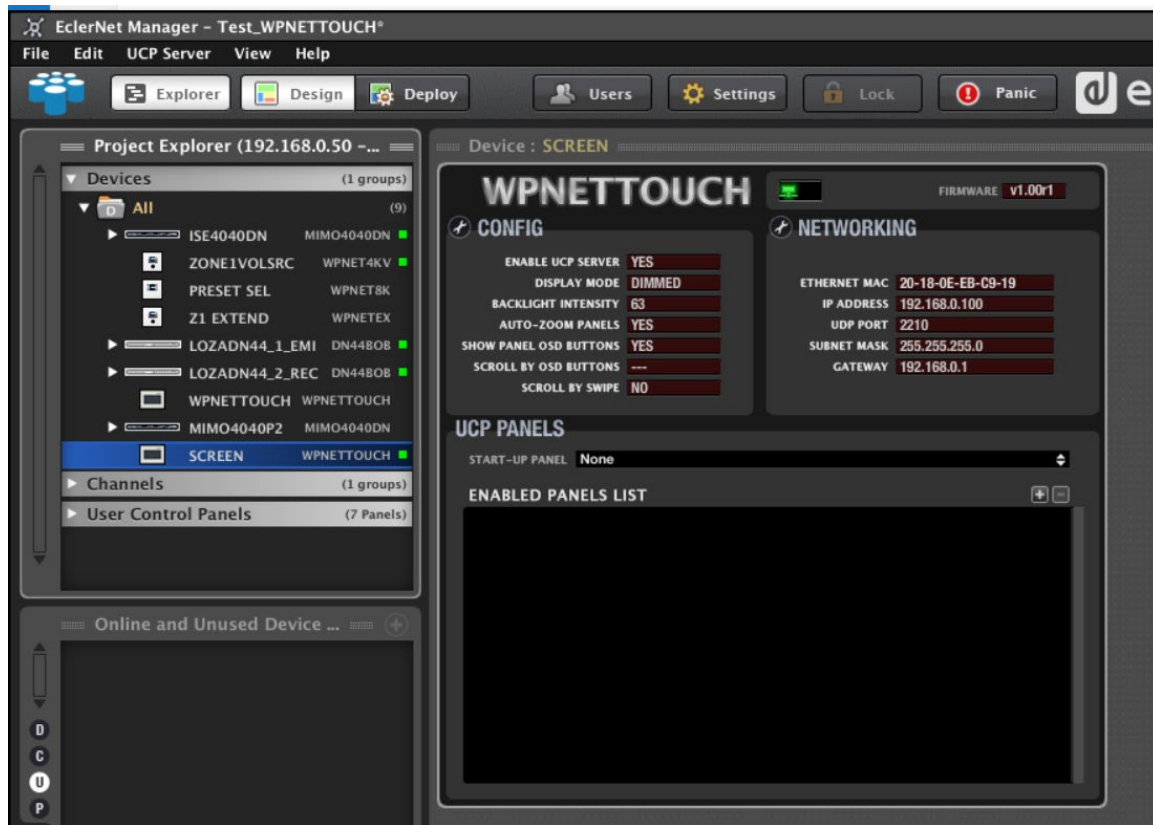 EclerNet Manager – Test_WPNETTOUCH*
File Edit UCP Server View Help
Explorer Design Deploy Users Settings Lock Panic d e
Project Explorer (192.168.0.50 –...
Devices (1 groups)
D All (9)
ISE4040DN MIMO4040DN
ZONE1VOLSRC WPNET4KV
PRESET SEL WPNET8K
Z1 EXTEND WPNETEX
LOZADN44_1_EMI DN44BOB
LOZADN44_2_REC DN44BOB
WPNETTOUCH WPNETTOUCH
MIMO4040P2 MIMO4040DN
SCREEN WPNETTOUCH
Channels (1 groups)
User Control Panels (7 Panels)
Online and Unused Device ...
D
C
U
P
Device : SCREEN
WPNETTOUCH FIRMWARE v1.00r1
CONFIG
ENABLE UCP SERVER YES
DISPLAY MODE DIMMED
BACKLIGHT INTENSITY 63
AUTO-ZOOM PANELS YES
SHOW PANEL OSD BUTTONS YES
SCROLL BY OSD BUTTONS ---
SCROLL BY SWIPE NO
NETWORKING
ETHERNET MAC 20-18-0E-EB-C9-19
IP ADDRESS 192.168.0.100
UDP PORT 2210
SUBNET MASK 255.255.255.0
GATEWAY 192.168.0.1
UCP PANELS
START-UP PANEL None
ENABLED PANELS LIST